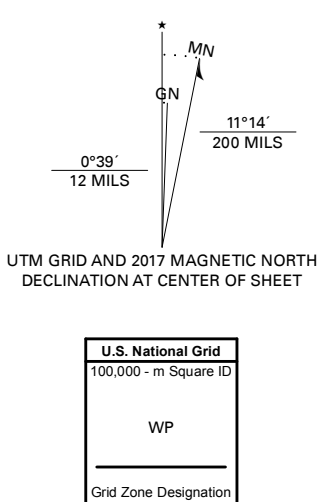 MN
GN
11°14´
200 MILS
0°39´
12 MILS
UTM GRID AND 2017 MAGNETIC NORTH
DECLINATION AT CENTER OF SHEET
U.S. National Grid
100,000 - m Square ID
WP
Grid Zone Designation